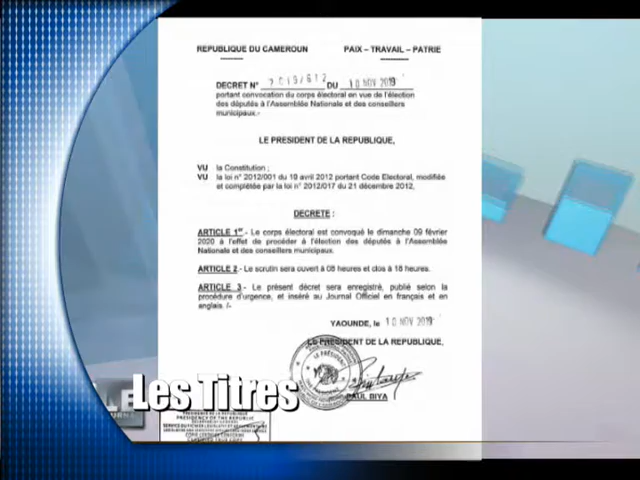 REPUBLIQUE DU CAMEROUN PAIX – TRAVAIL – PATRIE
DECRET N° 2019/612 DU 10 NOV 2019
portant convocation du corps électoral en vue de l'élection
des députés à l'Assemblée Nationale et des conseillers
municipaux.-
LE PRESIDENT DE LA REPUBLIQUE,
VU la Constitution ;
VU la loi n° 2012/001 du 19 avril 2012 portant Code Electoral, modifiée
et complétée par la loi n° 2012/017 du 21 décembre 2012,
DECRETE :
ARTICLE 1er.- Le corps électoral est convoqué le dimanche 09 février
2020 à l'effet de procéder à l'élection des députés à l'Assemblée
Nationale et des conseillers municipaux.
ARTICLE 2.- Le scrutin sera ouvert à 08 heures et clos à 18 heures.
ARTICLE 3.- Le présent décret sera enregistré, publié selon la
procédure d'urgence, et inséré au Journal Officiel en français et en
anglais. /-
YAOUNDE, le 10 NOV 2019
LE PRESIDENT DE LA REPUBLIQUE,
PAUL BIYA
Les Titres
PRESIDENCE DE LA REPUBLIQUE
PRESIDENCY OF THE REPUBLIC